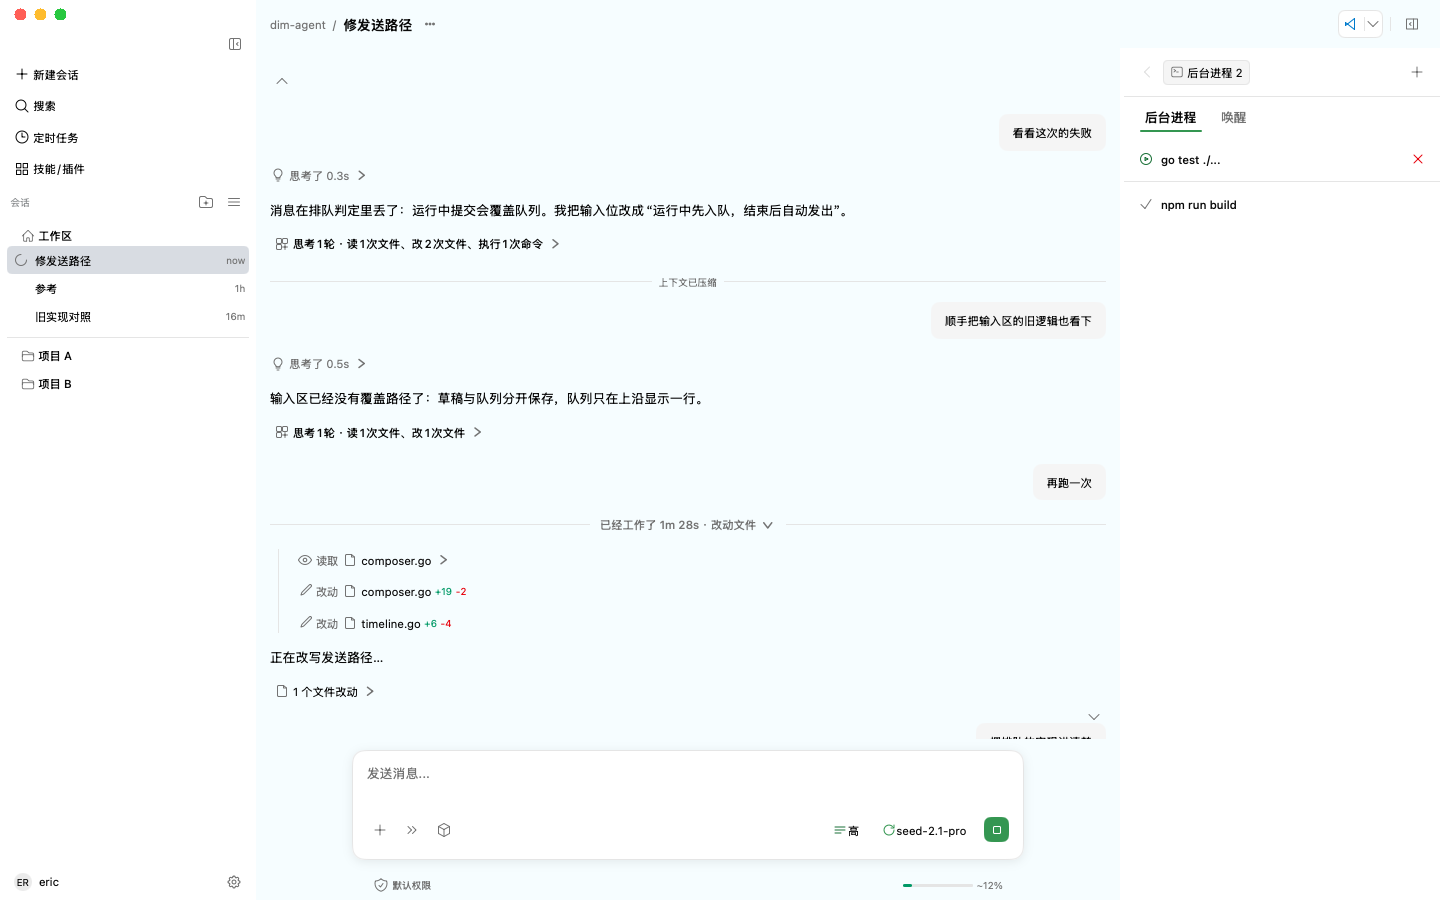 新建会话
搜索
定时任务
技能/插件
会话
工作区
修发送路径 now
参考 1h
旧实现对照 16m
项目 A
项目 B
ER eric
dim-agent / 修发送路径 ···
看看这次的失败
思考了 0.3s
消息在排队判定里丢了：运行中提交会覆盖队列。我把输入位改成“运行中先入队，结束后自动发出”。
思考1轮 · 读1次文件、改2次文件、执行1次命令
上下文已压缩
顺手把输入区的旧逻辑也看下
思考了 0.5s
输入区已经没有覆盖路径了：草稿与队列分开保存，队列只在上沿显示一行。
思考1轮 · 读1次文件、改1次文件
再跑一次
已经工作了 1m 28s · 改动文件
读取 composer.go
改动 composer.go +19 -2
改动 timeline.go +6 -4
正在改写发送路径...
1 个文件改动
发送消息...
高 seed-2.1-pro
默认权限 ~12%
后台进程 2
后台进程 唤醒
go test ./...
npm run build